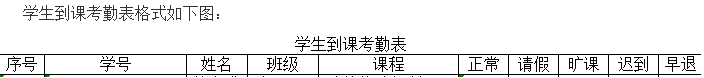 学生到课考勤表格式如下图：
学生到课考勤表
序号 学号 姓名 班级 课程 正常 请假 旷课 迟到 早退